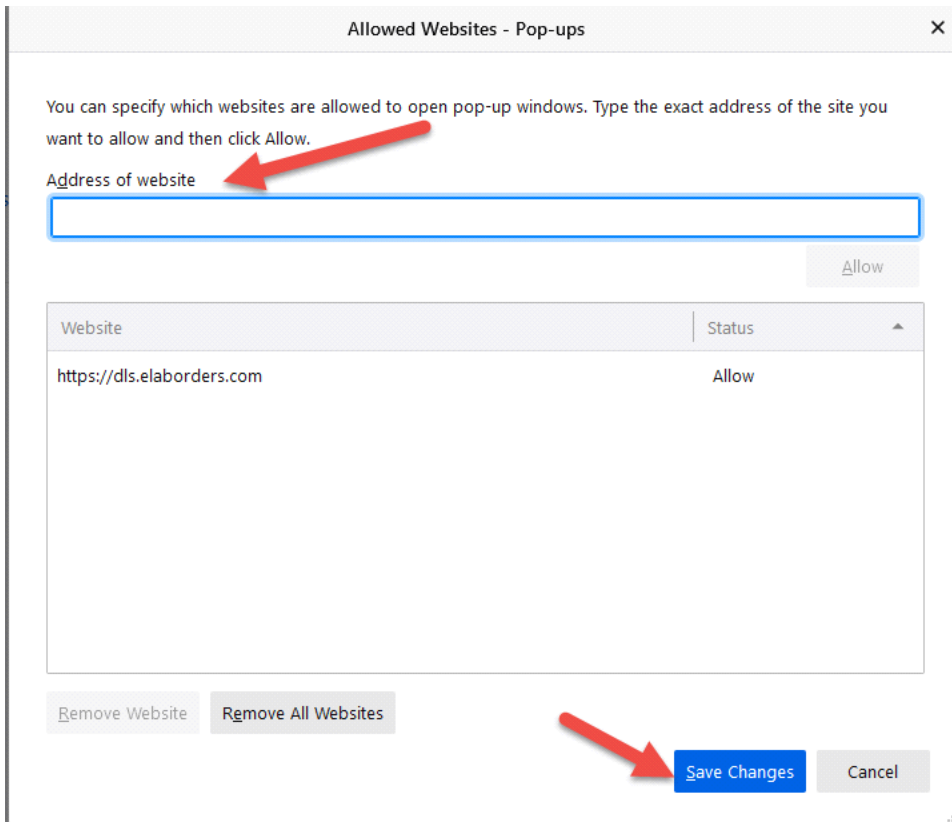 Allowed Websites - Pop-ups
You can specify which websites are allowed to open pop-up windows. Type the exact address of the site you
want to allow and then click Allow.
Address of website
Allow
Website Status
https://dls.elaborders.com Allow
Remove Website Remove All Websites
Save Changes Cancel